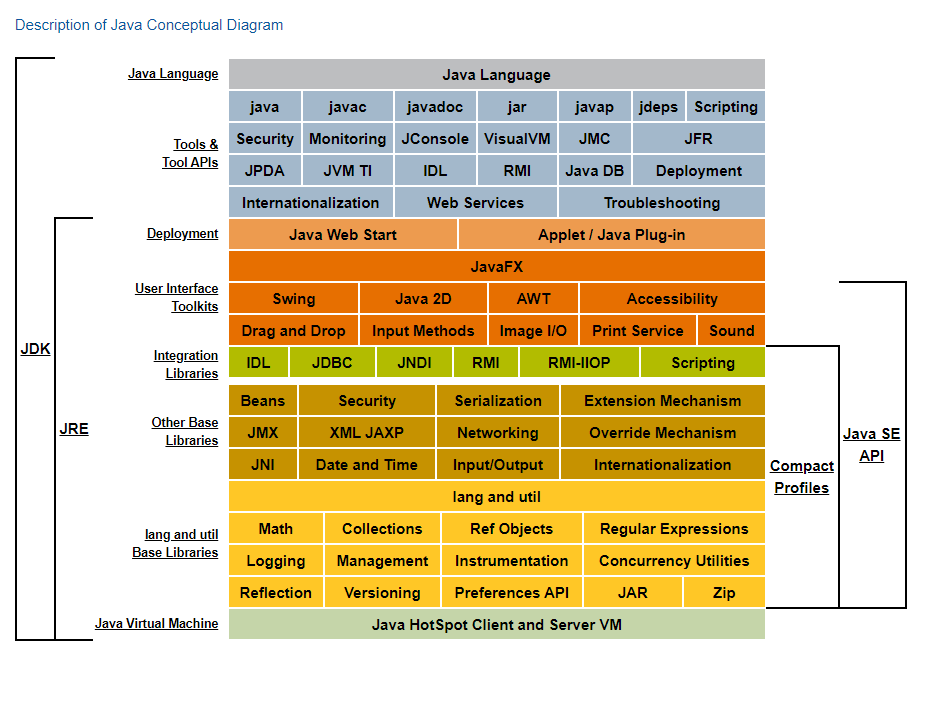 Description of Java Conceptual Diagram
Java Language
Java Language
Tools &
Tool APIs
java javac javadoc jar javap jdeps Scripting
Security Monitoring JConsole VisualVM JMC JFR
JPDA JVM TI IDL RMI Java DB Deployment
Internationalization Web Services Troubleshooting
Deployment
Java Web Start Applet / Java Plug-in
User Interface
Toolkits
JavaFX
Swing Java 2D AWT Accessibility
Drag and Drop Input Methods Image I/O Print Service Sound
Integration
Libraries
IDL JDBC JNDI RMI RMI-IIOP Scripting
Other Base
Libraries
Beans Security Serialization Extension Mechanism
JMX XML JAXP Networking Override Mechanism
JNI Date and Time Input/Output Internationalization
lang and util
Base Libraries
lang and util
Math Collections Ref Objects Regular Expressions
Logging Management Instrumentation Concurrency Utilities
Reflection Versioning Preferences API JAR Zip
Java Virtual Machine
Java HotSpot Client and Server VM
JDK
JRE
Compact
Profiles
Java SE
API